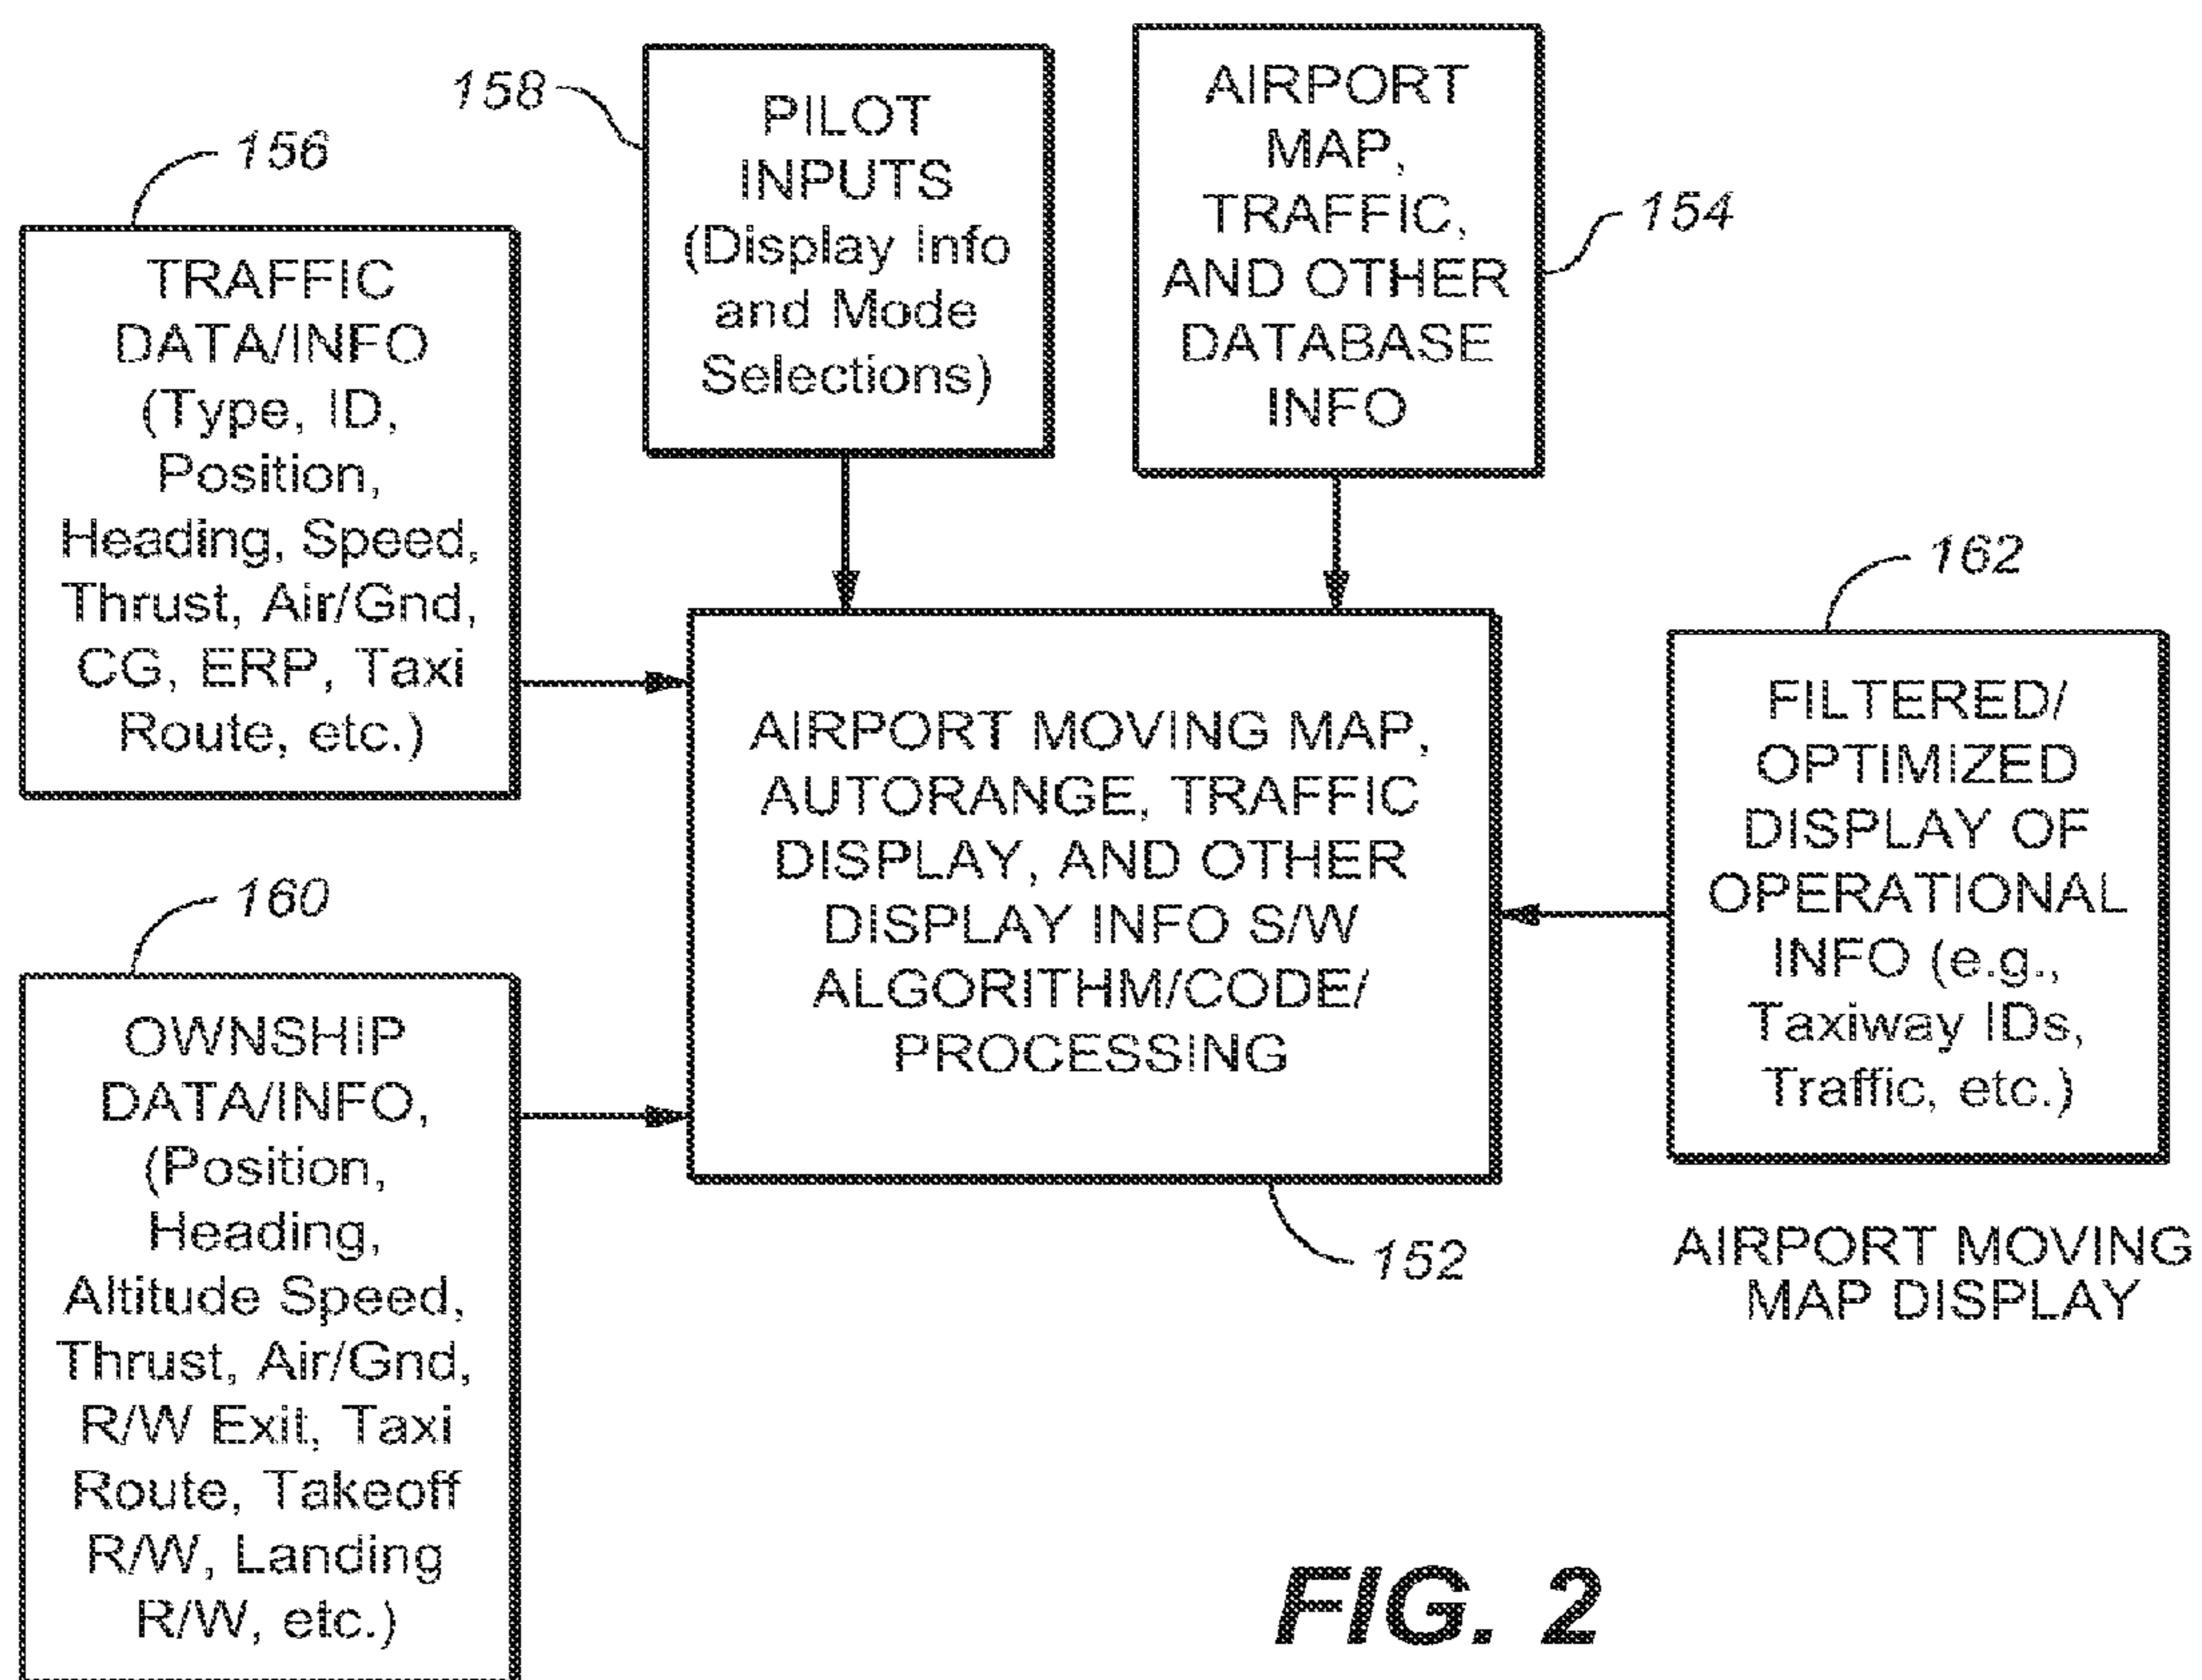 158
PILOT
INPUTS
(Display Info
and Mode
Selections)
AIRPORT
MAP,
TRAFFIC,
AND OTHER
DATABASE
INFO
154
156
TRAFFIC
DATA/INFO
(Type, ID,
Position,
Heading, Speed,
Thrust, Air/Gnd,
CG, ERP, Taxi
Route, etc.)
AIRPORT MOVING MAP,
AUTORANGE, TRAFFIC
DISPLAY, AND OTHER
DISPLAY INFO S/W
ALGORITHM/CODE/
PROCESSING
152
162
FILTERED/
OPTIMIZED
DISPLAY OF
OPERATIONAL
INFO (e.g.,
Taxiway IDs,
Traffic, etc.)
AIRPORT MOVING
MAP DISPLAY
160
OWNSHIP
DATA/INFO,
(Position,
Heading,
Altitude Speed,
Thrust, Air/Gnd,
R/W Exit, Taxi
Route, Takeoff
R/W, Landing
R/W, etc.)
FIG. 2